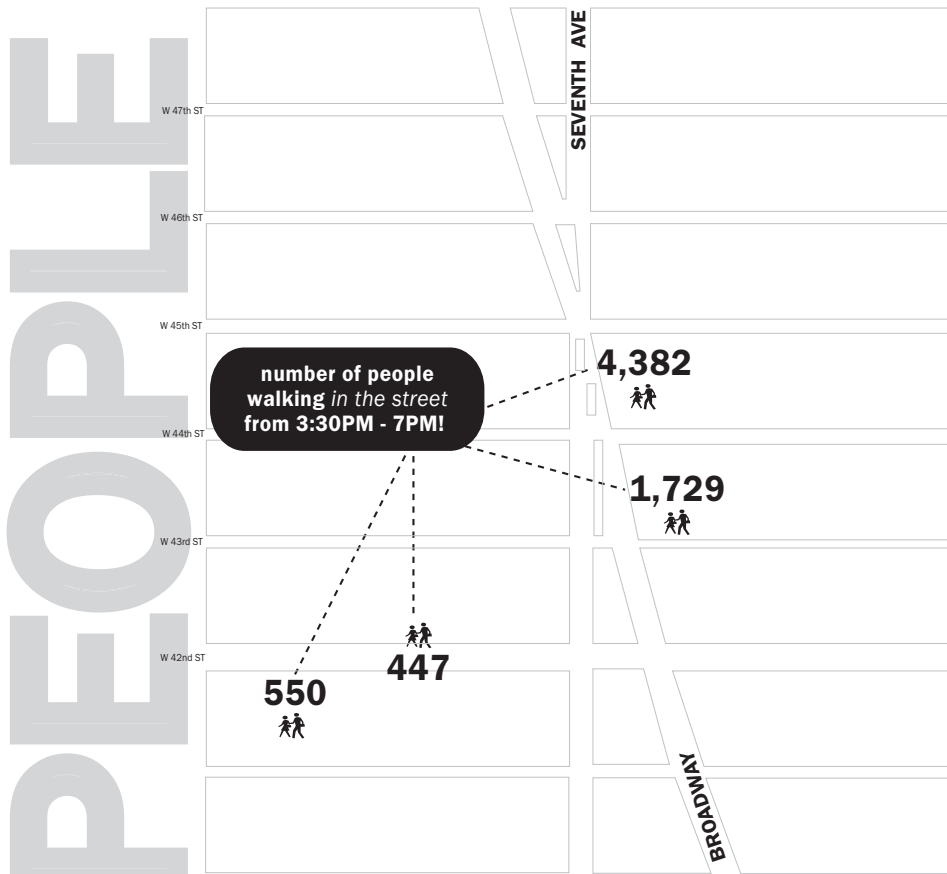 PEOPLE PE
SEVENTH AVE
W 47th ST
W 46th ST
W 45th ST
number of people
walking in the street
from 3:30PM - 7PM!
4,382
W 44th ST
1,729
W 43rd ST
W 42nd ST
447
550
BROADWAY